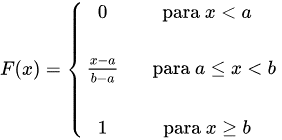 0 para x < a
F(x) = { x−a/b−a para a ≤ x < b
1 para x ≥ b